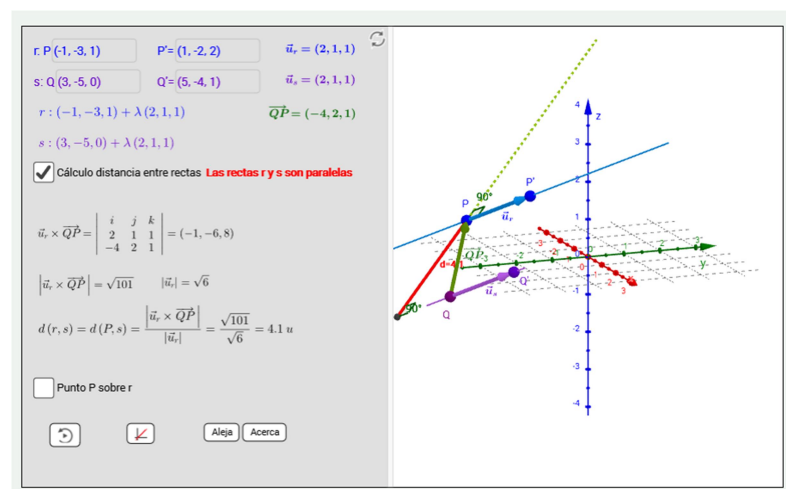 r: P (-1, -3, 1) P'= (1, -2, 2) u⃗ᵣ = (2, 1, 1)
s: Q (3, -5, 0) Q'= (5, -4, 1) u⃗ₛ = (2, 1, 1)
r : (−1, −3, 1) + λ (2, 1, 1) QP⃗ = (−4, 2, 1)
s : (3, −5, 0) + λ (2, 1, 1)
Cálculo distancia entre rectas Las rectas r y s son paralelas
u⃗ᵣ × QP⃗ = | i j k |
| 2 1 1 | = (−1, −6, 8)
| −4 2 1 |
|u⃗ᵣ × QP⃗| = √101 |u⃗ᵣ| = √6
d (r, s) = d (P, s) = |u⃗ᵣ × QP⃗| / |u⃗ᵣ| = √101 / √6 = 4.1 u
Punto P sobre r
Aleja Acerca
4
z
3
2
P'
P 90°
1
u⃗ᵣ
QP⃗
d=4.1
y
Q'
u⃗ₛ
90°
Q
-1
-2
-3
-4